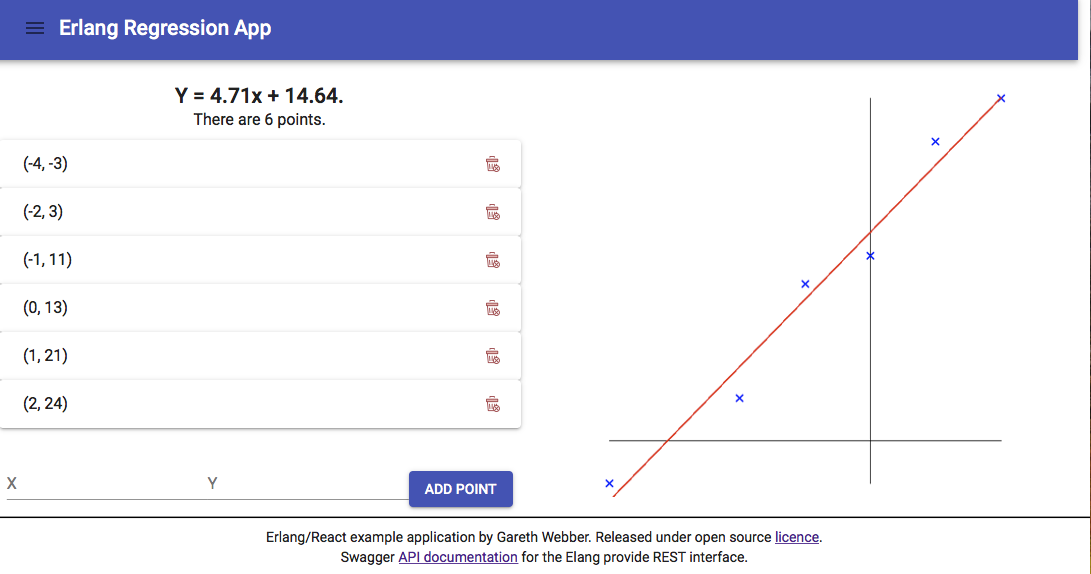 Erlang Regression App
Y = 4.71x + 14.64.
There are 6 points.
(-4, -3)
(-2, 3)
(-1, 11)
(0, 13)
(1, 21)
(2, 24)
X Y ADD POINT
Erlang/React example application by Gareth Webber. Released under open source licence.
Swagger API documentation for the Elang provide REST interface.